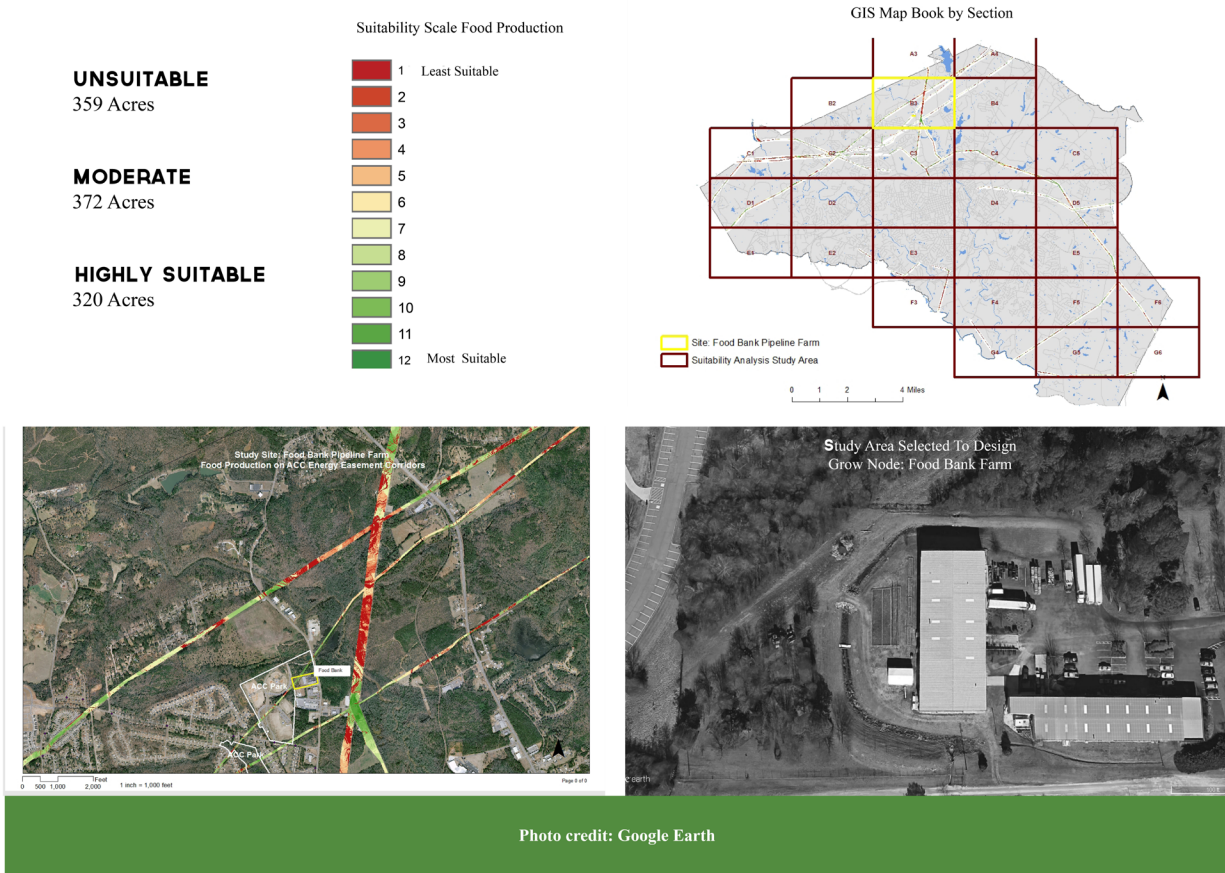 Suitability Scale Food Production
UNSUITABLE
359 Acres
MODERATE
372 Acres
HIGHLY SUITABLE
320 Acres
1 Least Suitable
2
3
4
5
6
7
8
9
10
11
12 Most Suitable
GIS Map Book by Section
A3
A4
B2
B3
B4
C1
C2
C3
C4
C5
D1
D2
D4
D5
E1
E2
E3
E5
F3
F4
F5
F6
G4
G5
G6
Site: Food Bank Pipeline Farm
Suitability Analysis Study Area
0 1 2 4 Miles
N
Study Site: Food Bank Pipeline Farm
Food Production on ACC Energy Easement Corridors
Food Bank
ACC Park
ACC Park
Feet
0 500 1,000 2,000
1 inch = 1,000 feet
Study Area Selected To Design
Grow Node: Food Bank Farm
earth
Photo credit: Google Earth